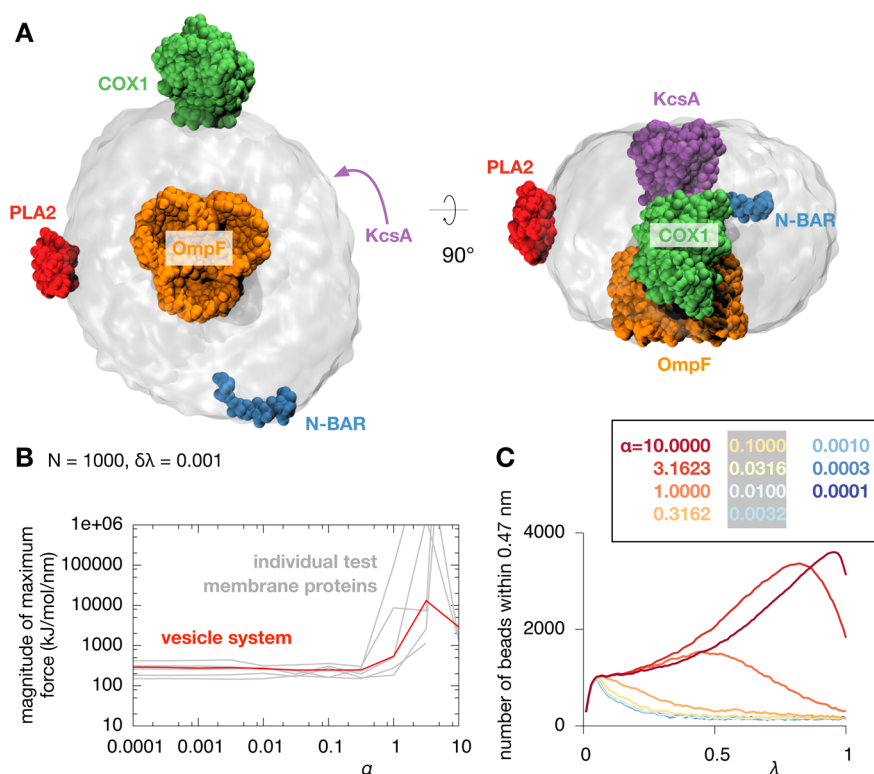 A
COX1
PLA2
OmpF
KcsA
N-BAR
90°
KcsA
PLA2
COX1
N-BAR
OmpF
B N = 1000, δλ = 0.001
magnitude of maximum
force (kJ/mol/nm)
1e+06
100000
10000
1000
100
10
individual test
membrane proteins
vesicle system
0.0001 0.001 0.01 0.1 1 10
α
C
α=10.0000 0.1000 0.0010
3.1623 0.0316 0.0003
1.0000 0.0100 0.0001
0.3162 0.0032
number of beads within 0.47 nm
4000
2000
0
0 0.5 1
λ